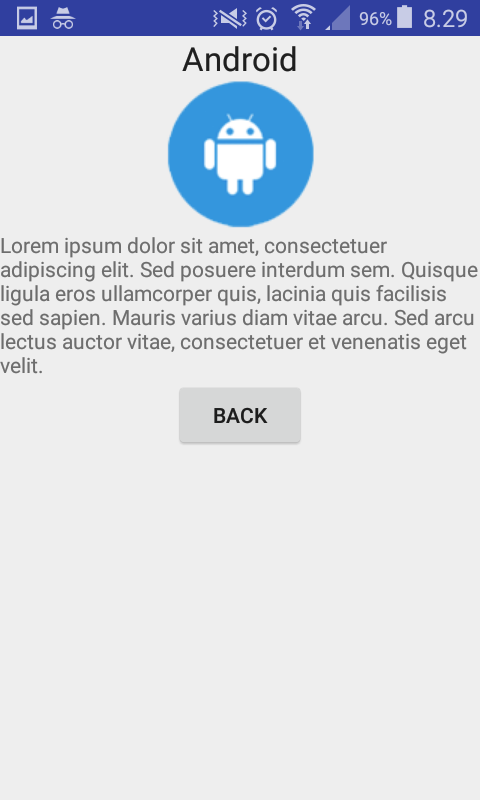 96% 8.29
Android
Lorem ipsum dolor sit amet, consectetuer
adipiscing elit. Sed posuere interdum sem. Quisque
ligula eros ullamcorper quis, lacinia quis facilisis
sed sapien. Mauris varius diam vitae arcu. Sed arcu
lectus auctor vitae, consectetuer et venenatis eget
velit.
BACK